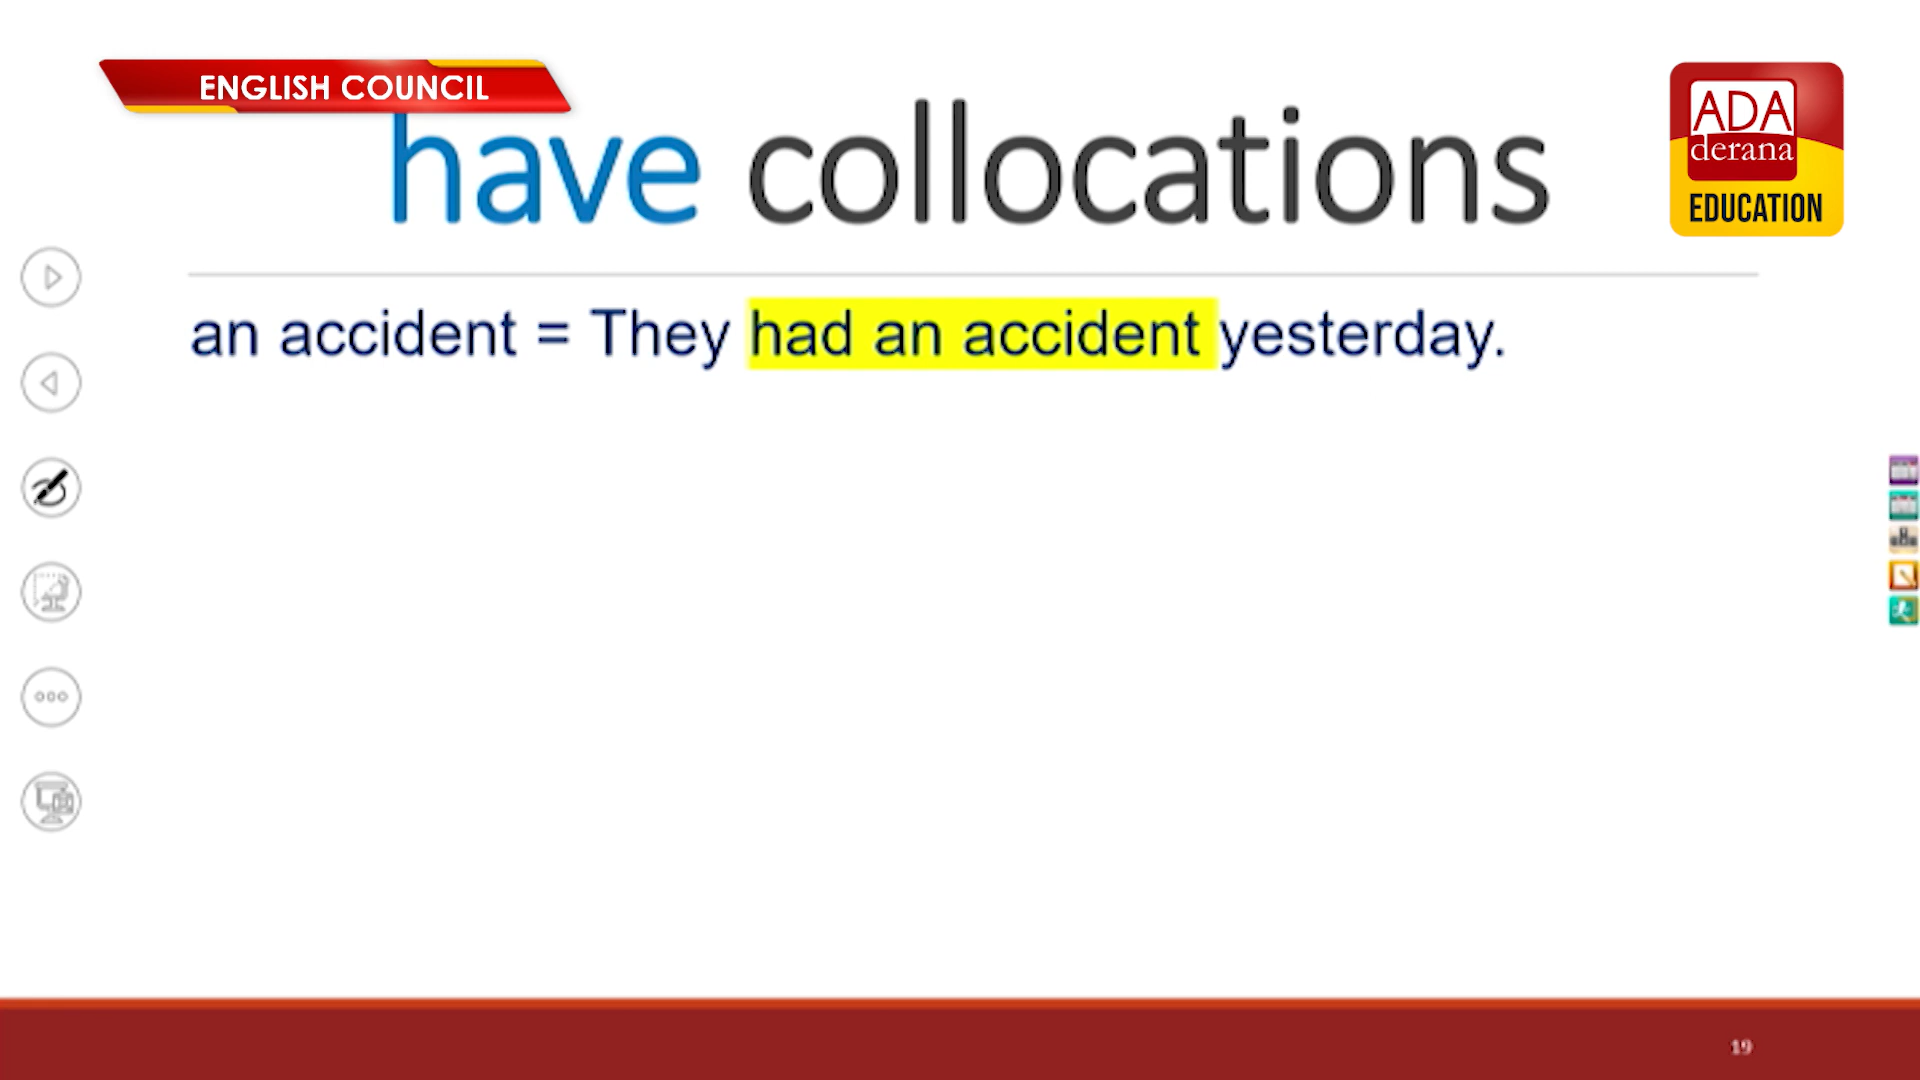 ENGLISH COUNCIL
have collocations
ADA
derana
EDUCATION
an accident = They had an accident yesterday.
19